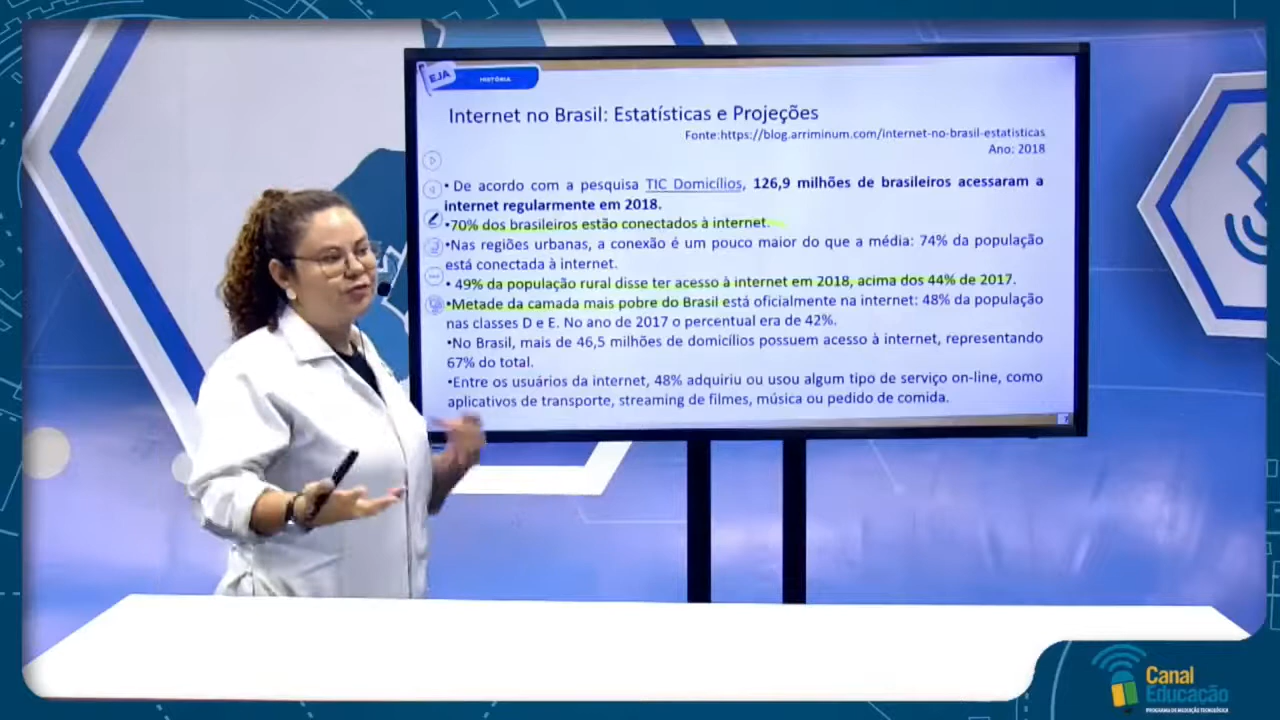 EJA
HISTÓRIA
Internet no Brasil: Estatísticas e Projeções
Fonte:https://blog.arriminum.com/internet-no-brasil-estatisticas
Ano: 2018
• De acordo com a pesquisa TIC Domicílios, 126,9 milhões de brasileiros acessaram a
internet regularmente em 2018.
•70% dos brasileiros estão conectados à internet.
•Nas regiões urbanas, a conexão é um pouco maior do que a média: 74% da população
está conectada à internet.
• 49% da população rural disse ter acesso à internet em 2018, acima dos 44% de 2017.
•Metade da camada mais pobre do Brasil está oficialmente na internet: 48% da população
nas classes D e E. No ano de 2017 o percentual era de 42%.
•No Brasil, mais de 46,5 milhões de domicílios possuem acesso à internet, representando
67% do total.
•Entre os usuários da internet, 48% adquiriu ou usou algum tipo de serviço on-line, como
aplicativos de transporte, streaming de filmes, música ou pedido de comida.
7
Canal
Educação
PROGRAMA DE MEDIAÇÃO TECNOLÓGICA